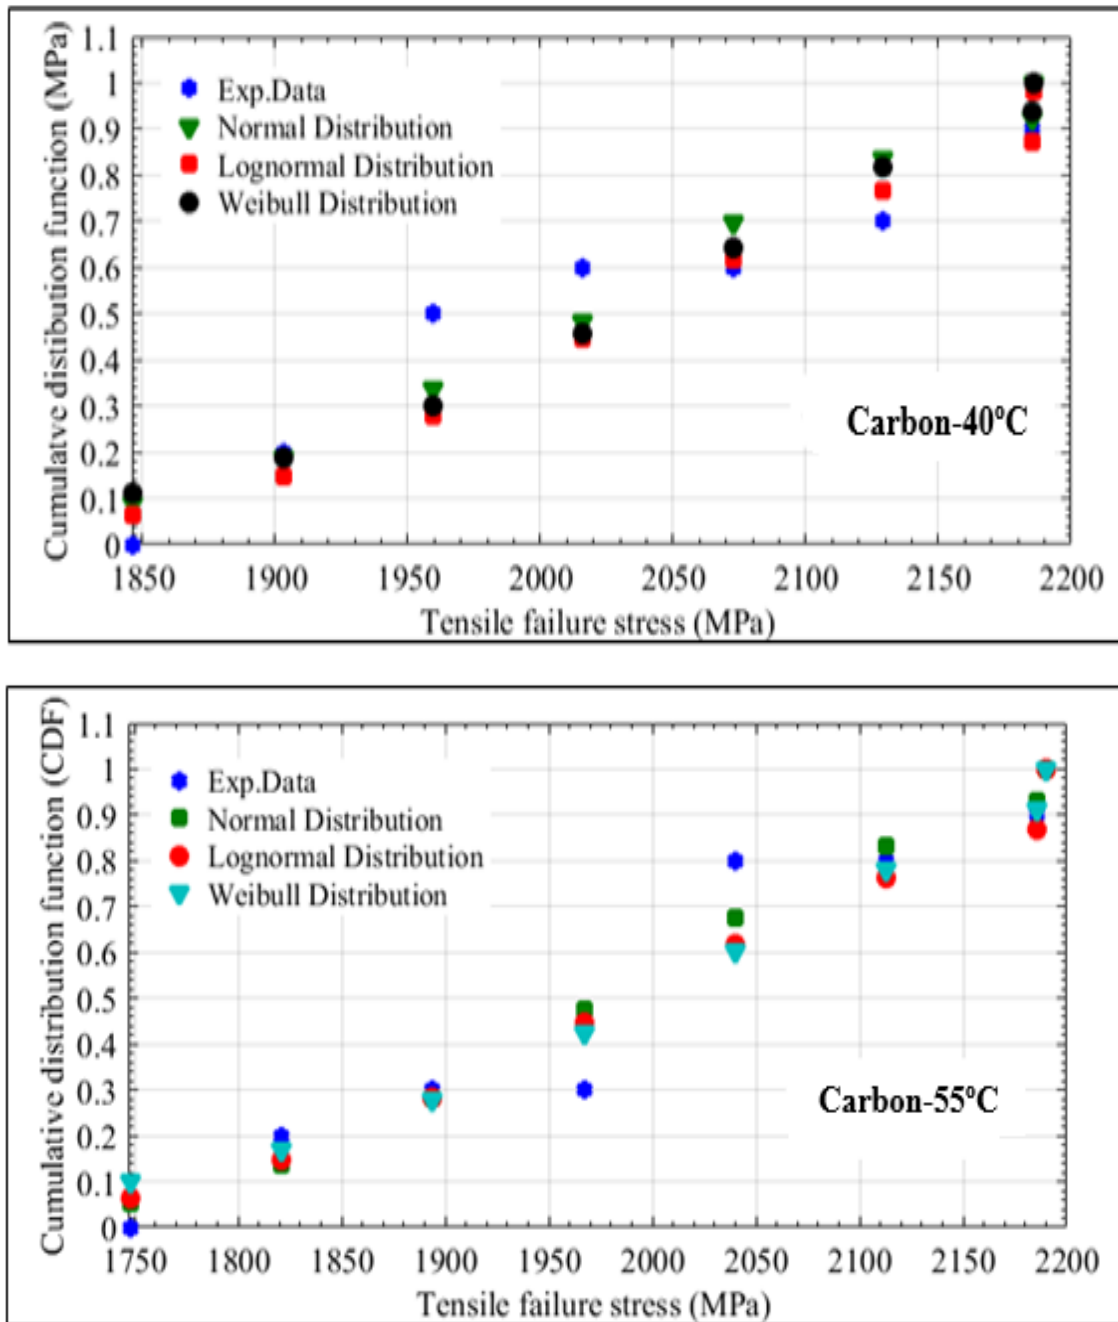 Cumulatve distibution function (MPa)
1.1
1
0.9
0.8
0.7
0.6
0.5
0.4
0.3
0.2
0.1
0
Exp.Data
Normal Distribution
Lognormal Distribution
Weibull Distribution
Carbon-40ºC
1850 1900 1950 2000 2050 2100 2150 2200
Tensile failure stress (MPa)
Cumulative distribution function (CDF)
1.1
1
0.9
0.8
0.7
0.6
0.5
0.4
0.3
0.2
0.1
0
Exp.Data
Normal Distribution
Lognormal Distribution
Weibull Distribution
Carbon-55ºC
1750 1800 1850 1900 1950 2000 2050 2100 2150 2200
Tensile failure stress (MPa)